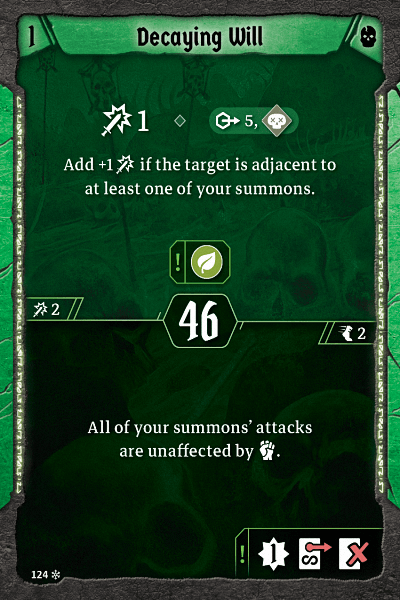 1 Decaying Will
1 5,
Add +1 if the target is adjacent to
at least one of your summons.
!
2 46 2
All of your summons' attacks
are unaffected by .
! 1
124